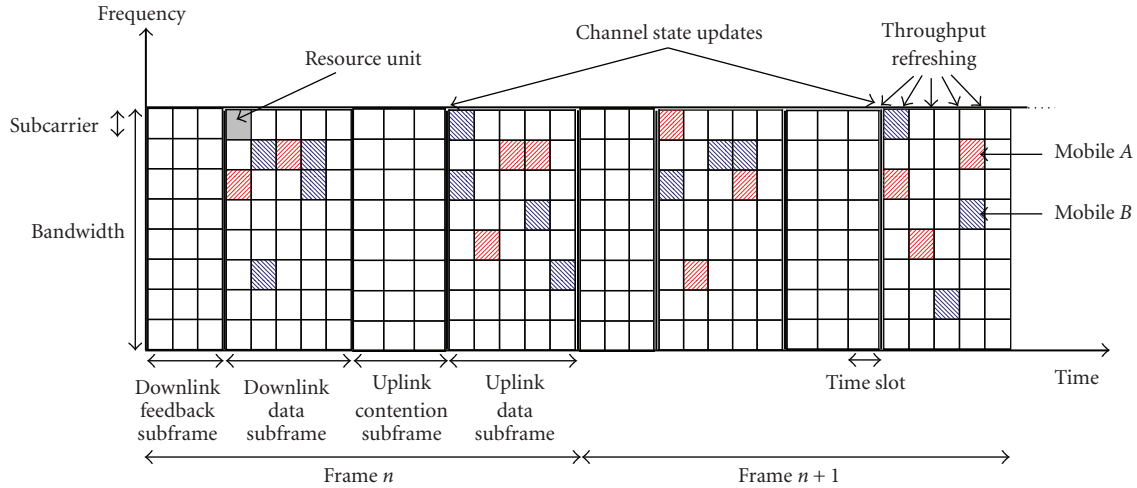 Frequency
Channel state updates
Throughput
refreshing
Resource unit
Subcarrier
Mobile A
Mobile B
Bandwidth
Time slot
Time
Downlink
feedback
subframe
Downlink
data
subframe
Uplink
contention
subframe
Uplink
data
subframe
Frame n
Frame n + 1